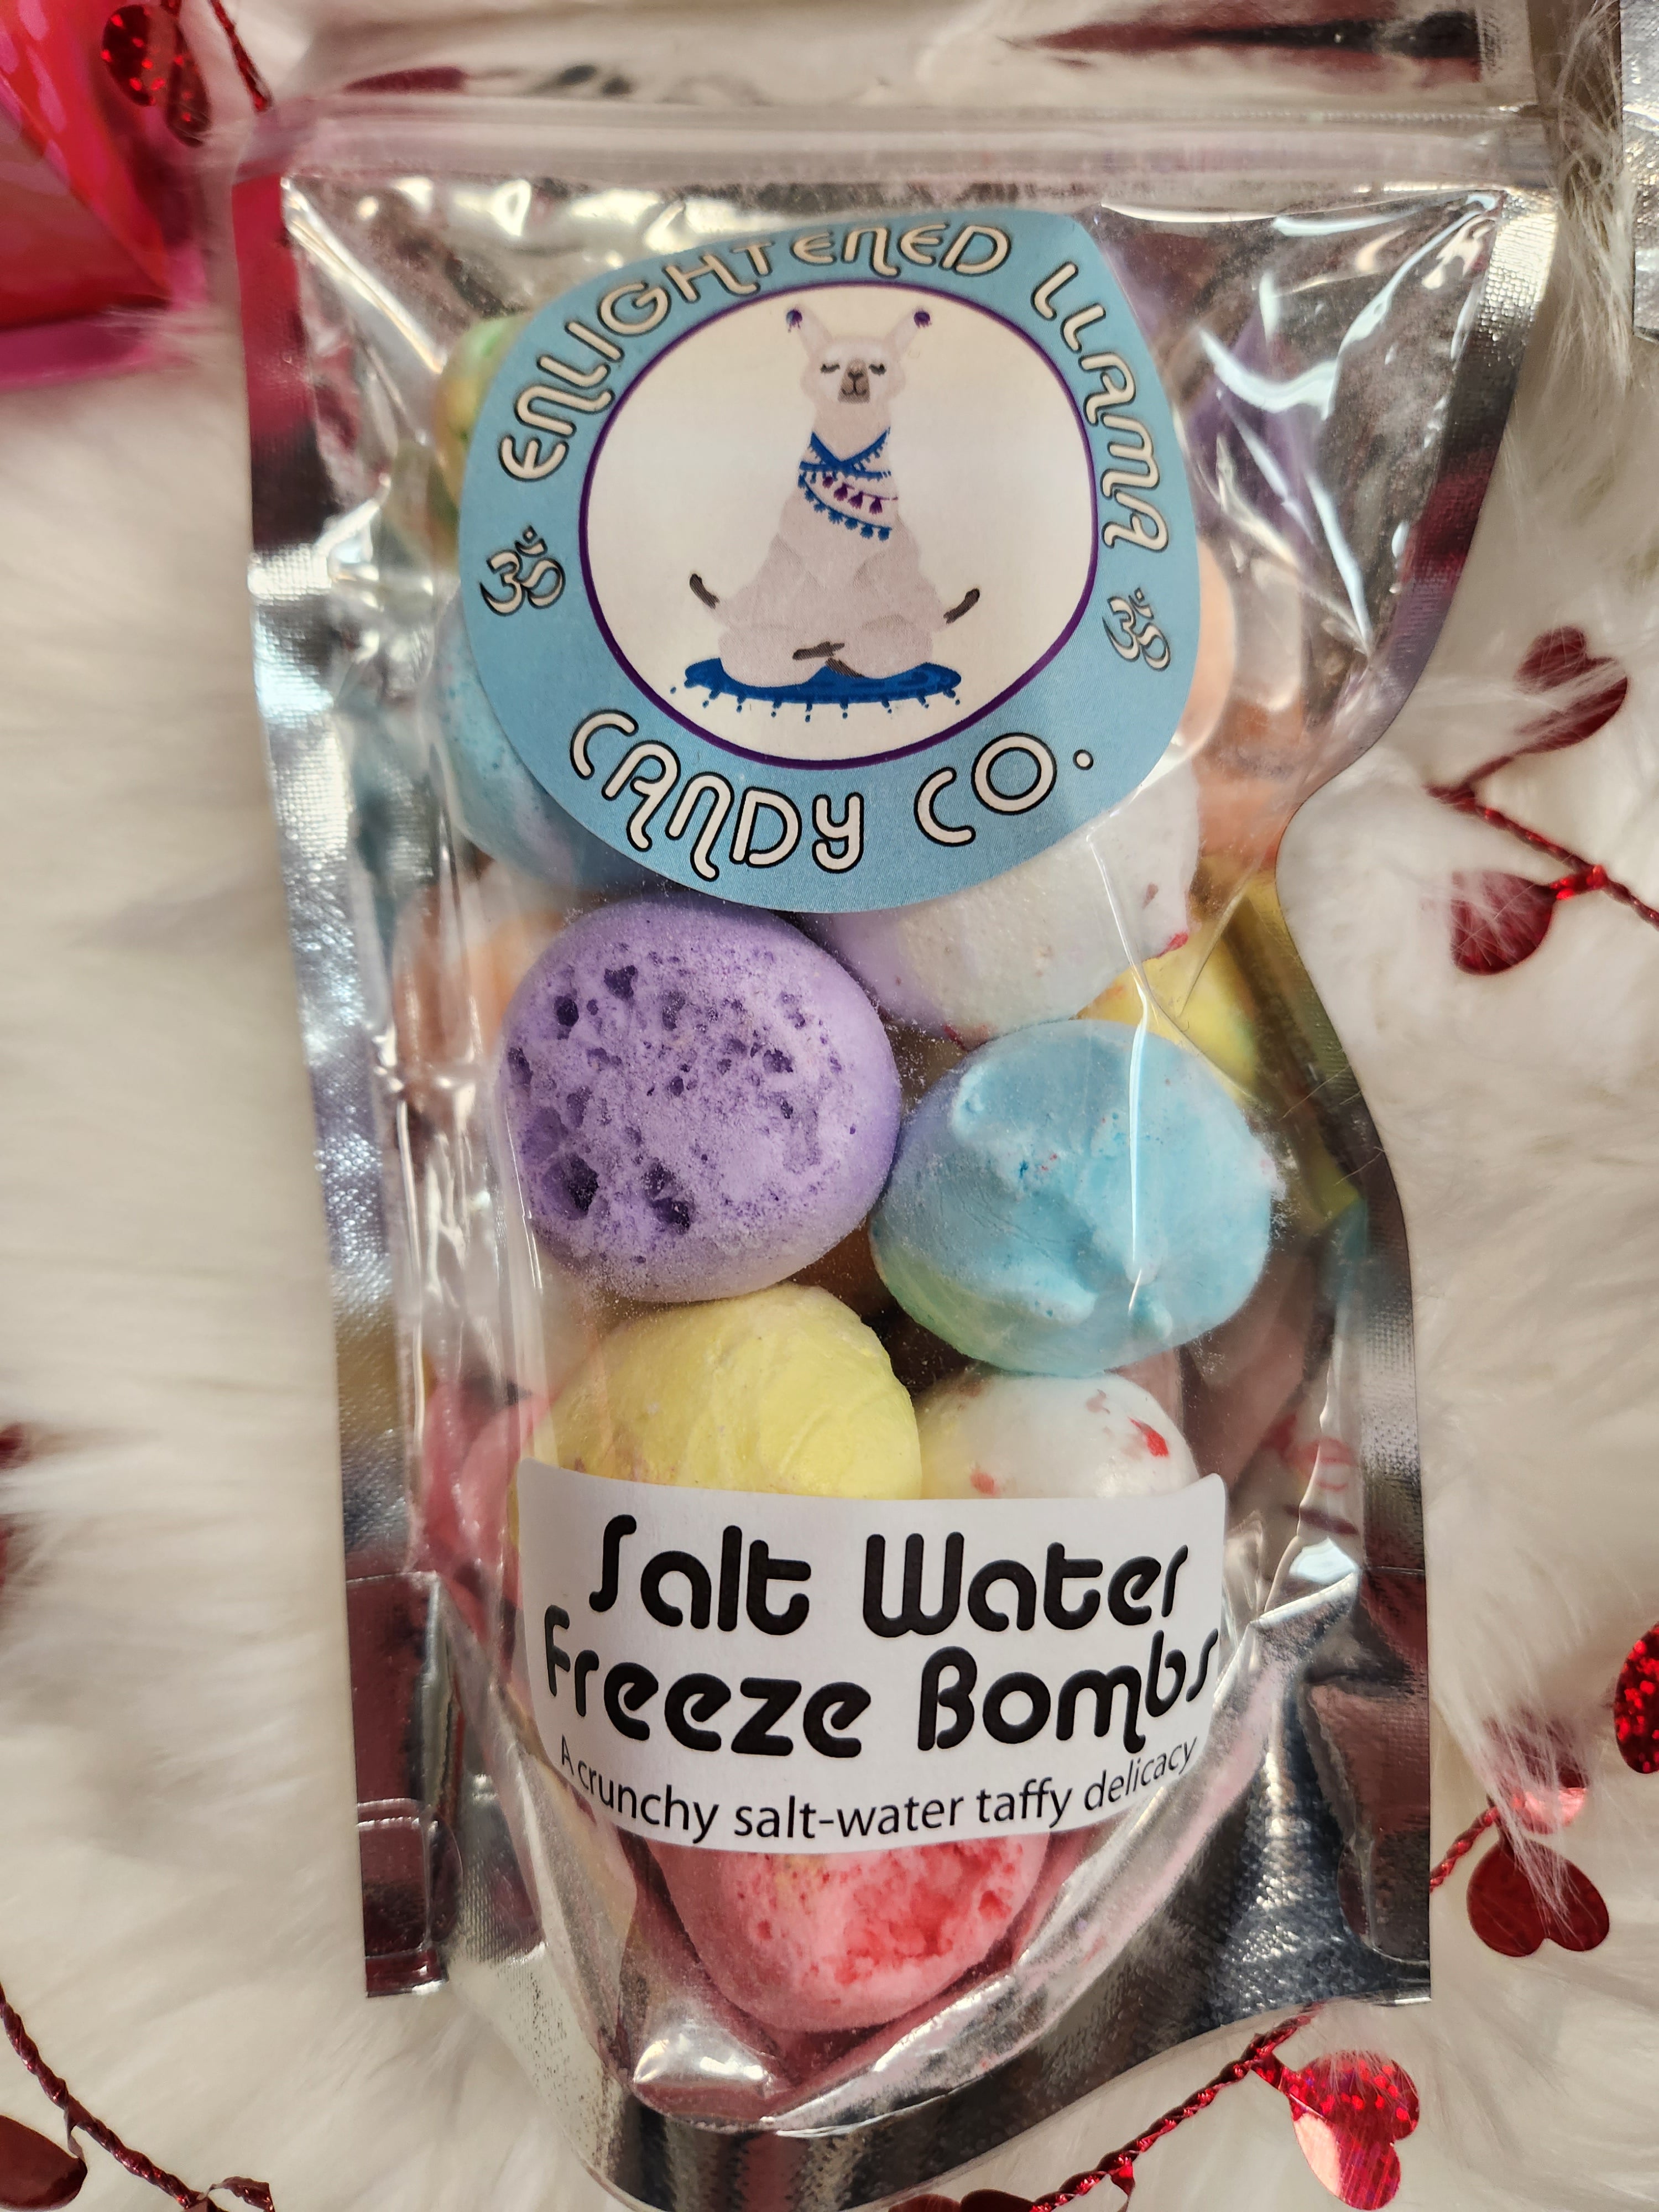 ENLIGHTENED LLAMA
ॐ ॐ
CANDY CO.
Salt Water
Freeze Bombs
A crunchy salt-water taffy delicacy